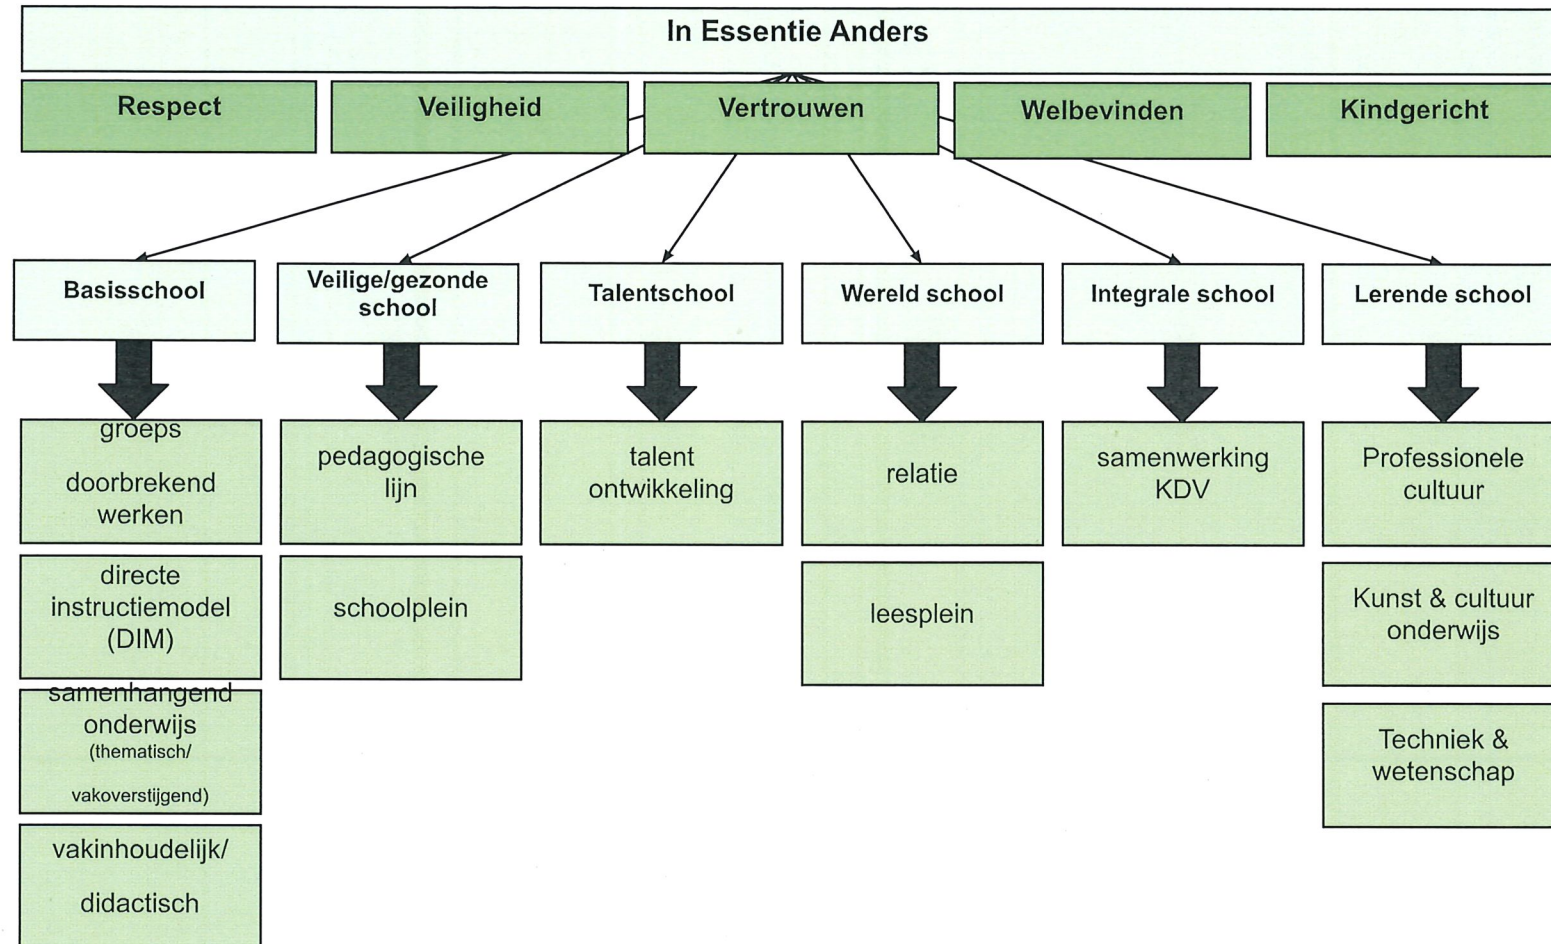 In Essentie Anders
Respect
Veiligheid
Vertrouwen
Welbevinden
Kindgericht
Basisschool
Veilige/gezonde
school
Talentschool
Wereld school
Integrale school
Lerende school
groeps
doorbrekend
werken
directe
instructiemodel
(DIM)
samenhangend
onderwijs
(thematisch/
vakoverstijgend)
vakinhoudelijk/
didactisch
pedagogische
lijn
schoolplein
talent
ontwikkeling
relatie
leesplein
samenwerking
KDV
Professionele
cultuur
Kunst & cultuur
onderwijs
Techniek &
wetenschap